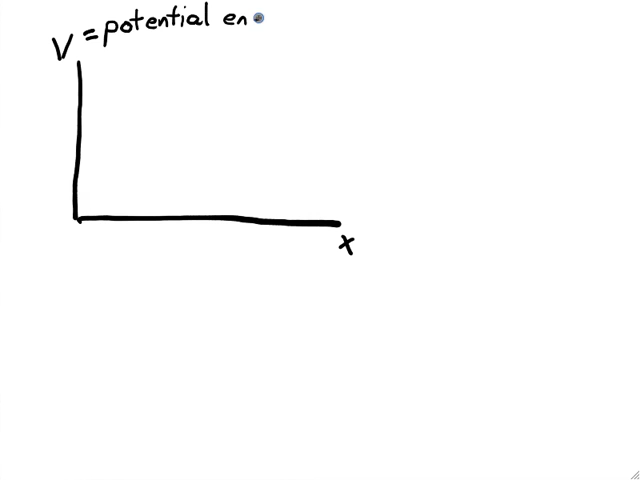 V = potential en
x